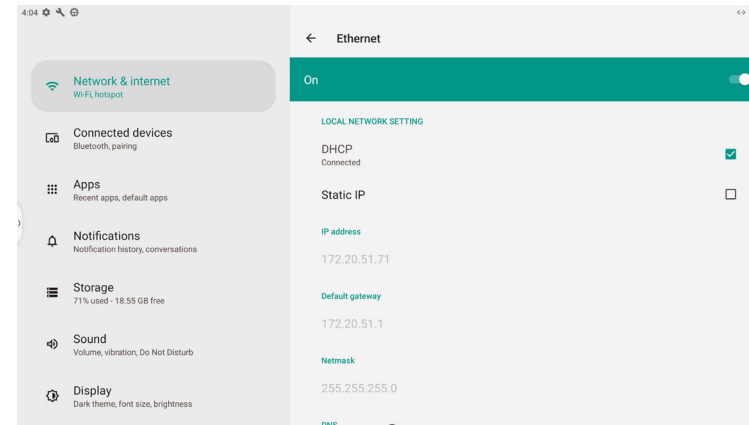 4:04
Network & internet
Wi-Fi, hotspot
Connected devices
Bluetooth, pairing
Apps
Recent apps, default apps
Notifications
Notification history, conversations
Storage
71% used - 18.55 GB free
Sound
Volume, vibration, Do Not Disturb
Display
Dark theme, font size, brightness
Ethernet
On
LOCAL NETWORK SETTING
DHCP
Connected
Static IP
IP address
172.20.51.71
Default gateway
172.20.51.1
Netmask
255.255.255.0
DNS